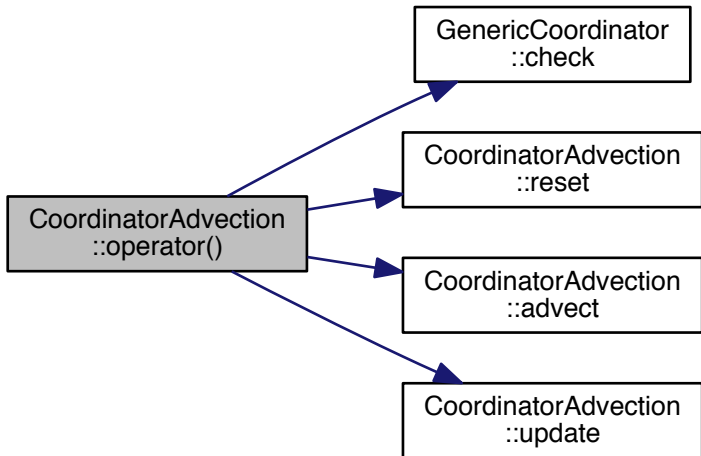 GenericCoordinator
::check
CoordinatorAdvection
::reset
CoordinatorAdvection
::operator()
CoordinatorAdvection
::advect
CoordinatorAdvection
::update